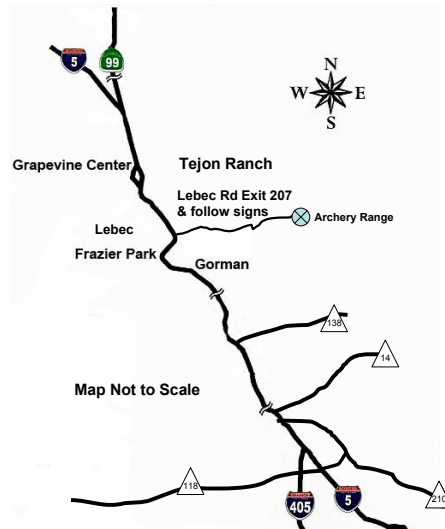 5
99
N
W E
S
Grapevine Center
Tejon Ranch
Lebec Rd Exit 207
& follow signs
Archery Range
Lebec
Frazier Park
Gorman
138
14
Map Not to Scale
118
210
405
5